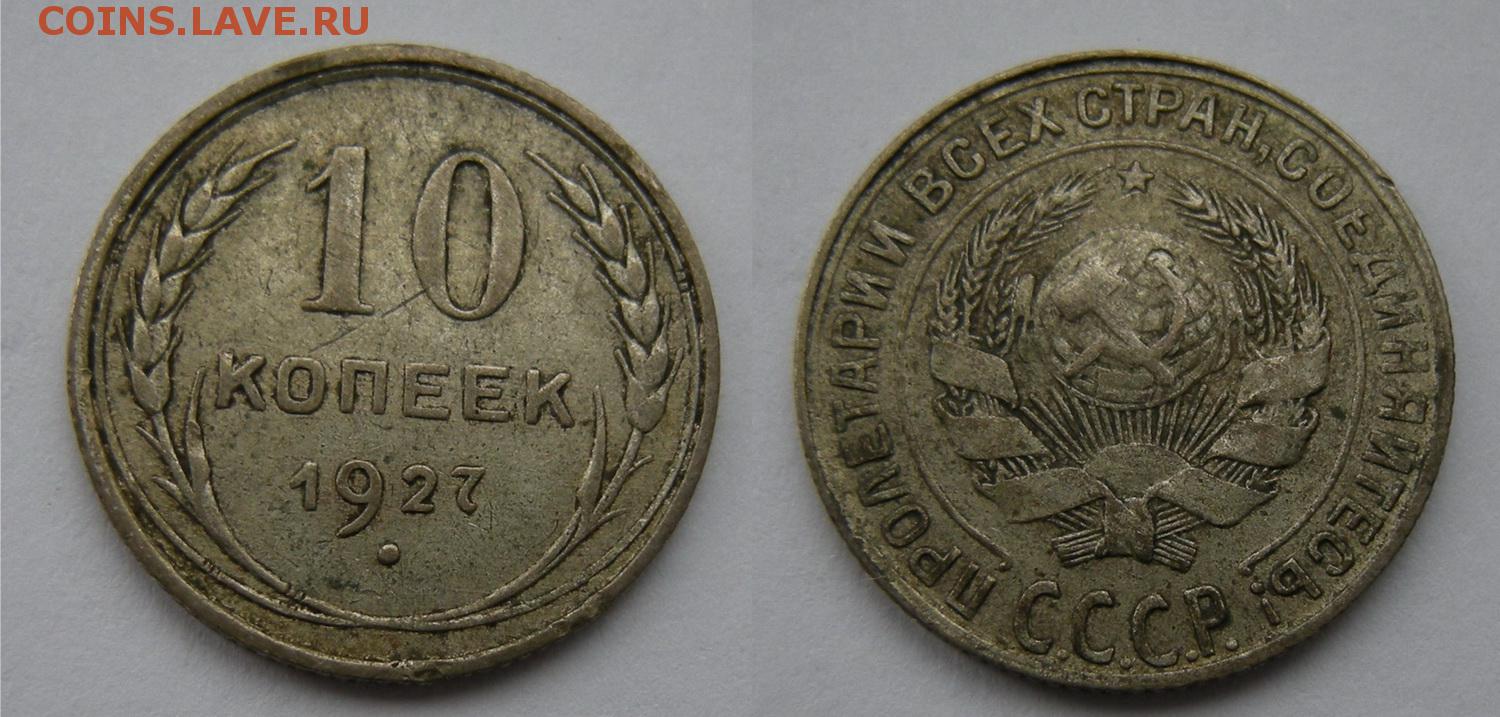 COINS.LAVE.RU
10
КОПЕЕК
1927
ПРОЛЕТАРИИ ВСЕХ СТРАН, СОЕДИНЯЙТЕСЬ!
С.С.С.Р.